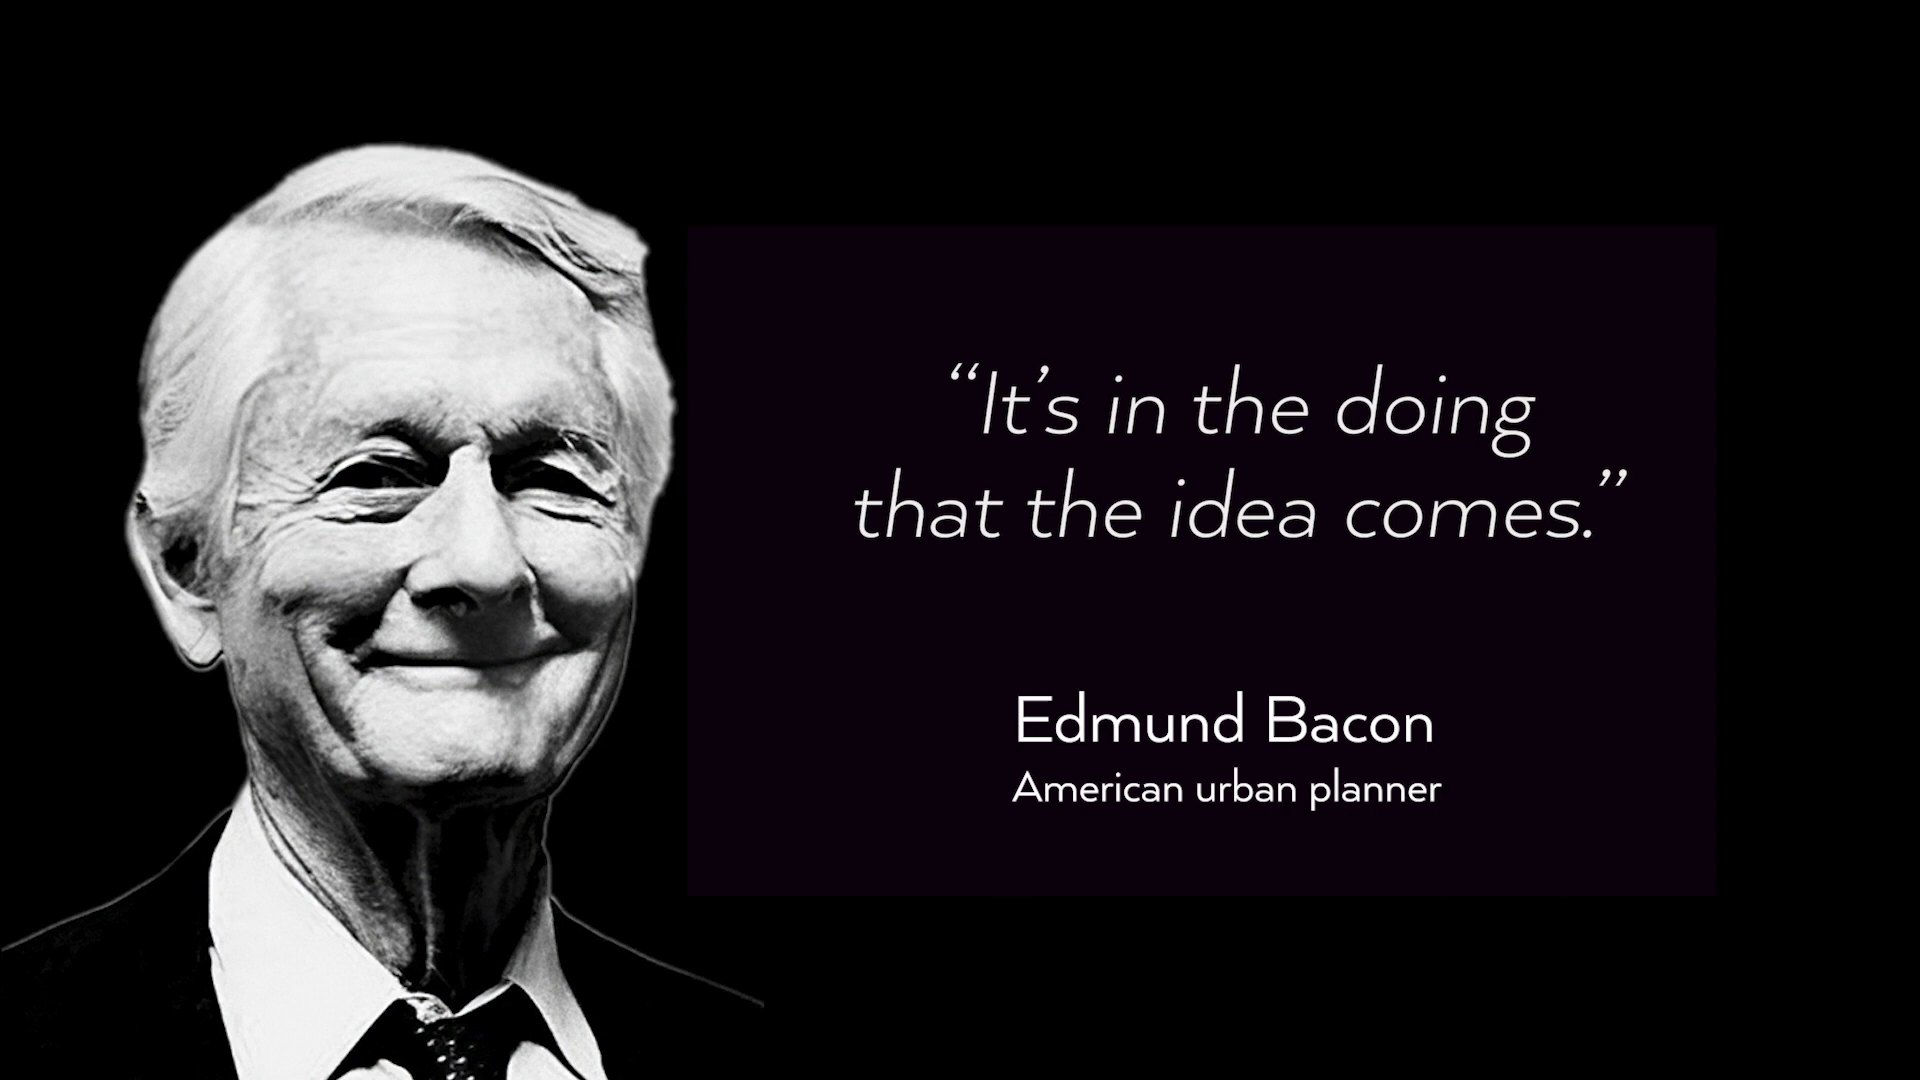 “It’s in the doing
that the idea comes.”
Edmund Bacon
American urban planner